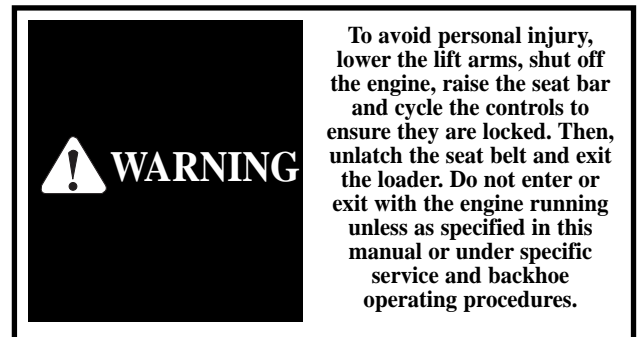 WARNING
To avoid personal injury,
lower the lift arms, shut off
the engine, raise the seat bar
and cycle the controls to
ensure they are locked. Then,
unlatch the seat belt and exit
the loader. Do not enter or
exit with the engine running
unless as specified in this
manual or under specific
service and backhoe
operating procedures.